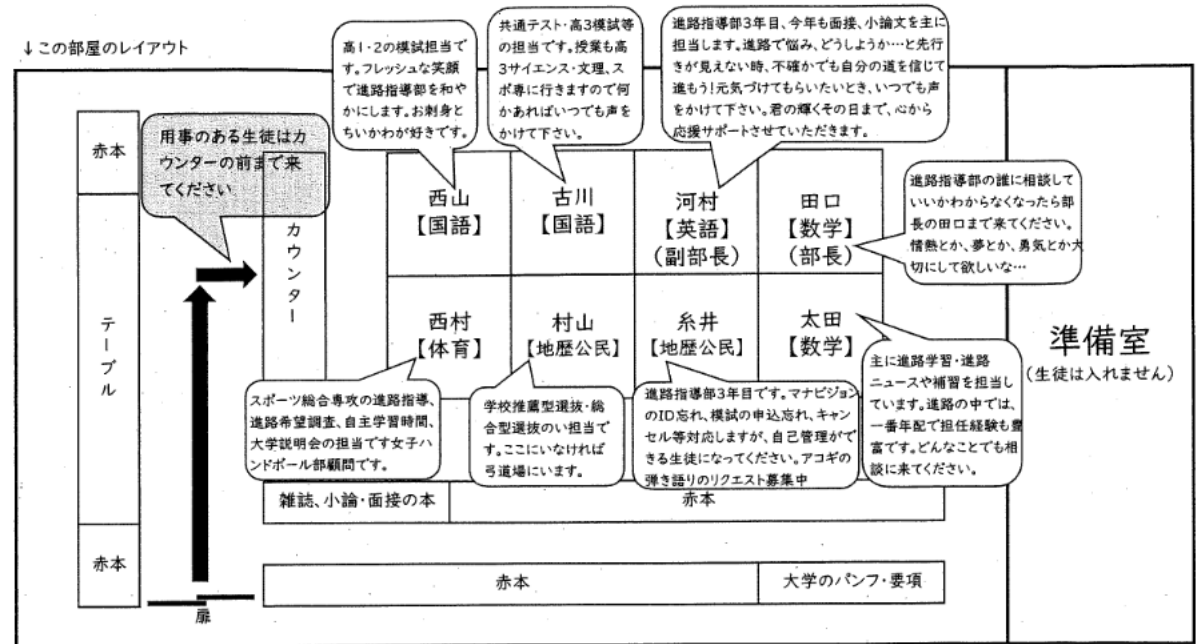 ↓この部屋のレイアウト
高1・2の模試担当で
す。フレッシュな笑顔
で進路指導部を和や
かにします。お刺身と
ちいかわが好きです。
共通テスト・高3模試等
の担当です。授業も高
3サイエンス・文理、ス
ポ専に行きますので何
かあればいつでも声を
かけて下さい。
進路指導部3年目、今年も面接、小論文を主に
担当します。進路で悩み、どうしようか…と先行
きが見えない時、不確かでも自分の道を信じて
進もう!元気づけてもらいたいとき、いつでも声
をかけて下さい。君の輝くその日まで、心から
応援サポートさせていただきます。
赤本
用事のある生徒はカ
ウンターの前まで来
てください
カウンター
西山
【国語】
古川
【国語】
河村
【英語】
(副部長)
田口
【数学】
(部長)
進路指導部の誰に相談して
いいかわからなくなったら部
長の田口まで来てください。
情熱とか、夢とか、勇気とか大
切にして欲しいな…
テーブル
西村
【体育】
村山
【地歴公民】
糸井
【地歴公民】
太田
【数学】
準備室
(生徒は入れません)
スポーツ総合専攻の進路指導、
進路希望調査、自主学習時間、
大学説明会の担当です女子ハ
ンドボール部顧問です。
学校推薦型選抜・総
合型選抜のい担当で
す。ここにいなければ
弓道場にいます。
進路指導部3年目です。マナビジョン
のID忘れ、模試の申込忘れ、キャン
セル等対応しますが、自己管理がで
きる生徒になってください。アコギの
弾き語りのリクエスト募集中
主に進路学習・進路
ニュースや補習を担当し
ています。進路の中では、
一番年配で担任経験も豊
富です。どんなことでも相
談に来てください。
雑誌、小論・面接の本
赤本
赤本
赤本
大学のパンフ・要項
扉